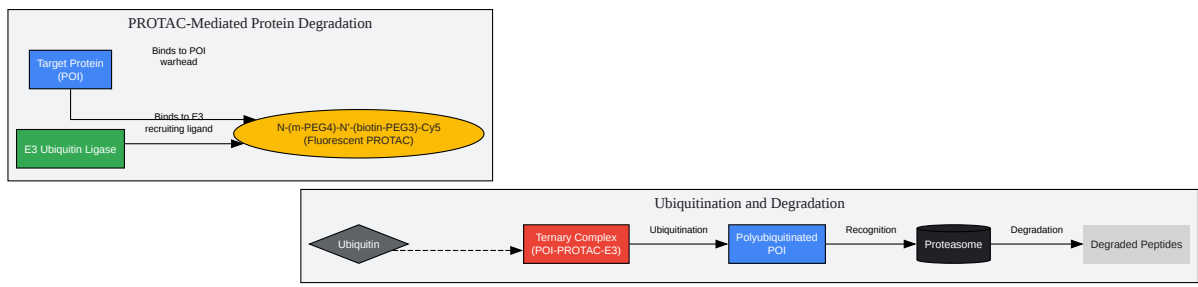 PROTAC-Mediated Protein Degradation
Binds to POI
warhead
Target Protein
(POI)
Binds to E3
recruiting ligand
N-(m-PEG4)-N'-(biotin-PEG3)-Cy5
(Fluorescent PROTAC)
E3 Ubiquitin Ligase
Ubiquitination and Degradation
Ubiquitin
Ternary Complex
(POI-PROTAC-E3)
Ubiquitination
Polyubiquitinated
POI
Recognition
Proteasome
Degradation
Degraded Peptides